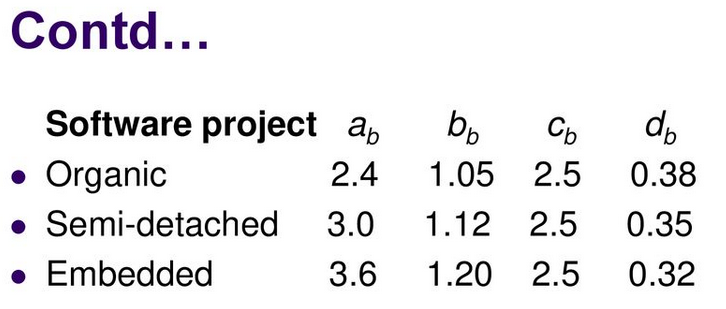 Contd…
Software project a_b b_b c_b d_b
• Organic 2.4 1.05 2.5 0.38
• Semi-detached 3.0 1.12 2.5 0.35
• Embedded 3.6 1.20 2.5 0.32